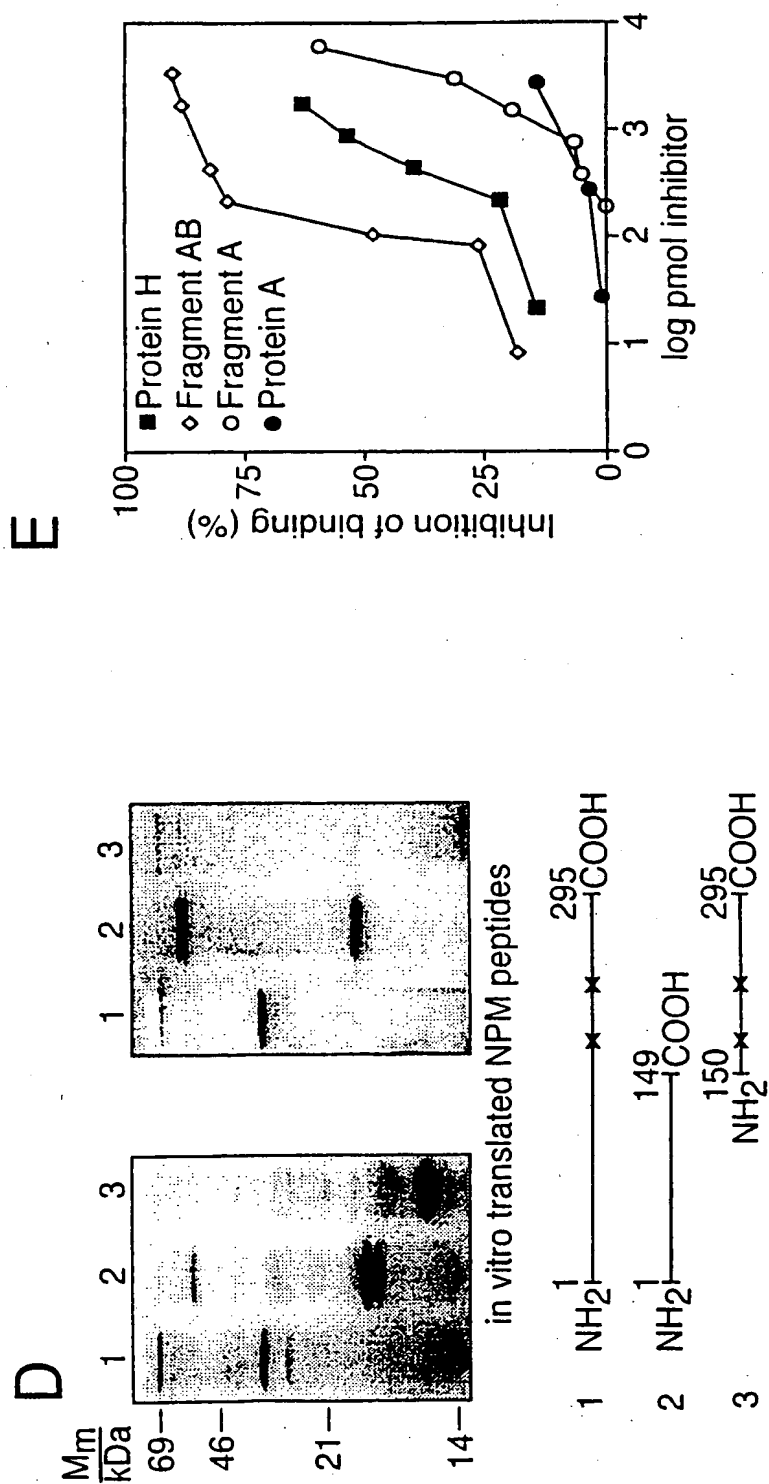 D
Mm
kDa
69
46
21
14
1 2 3
1 2 3
in vitro translated NPM peptides
1 NH2 1 295 COOH
2 NH2 1 149 COOH
3 NH2 150 295 COOH
E
Inhibition of binding (%)
100
75
50
25
0
■ Protein H
◇ Fragment AB
○ Fragment A
● Protein A
0 1 2 3 4
log pmol inhibitor